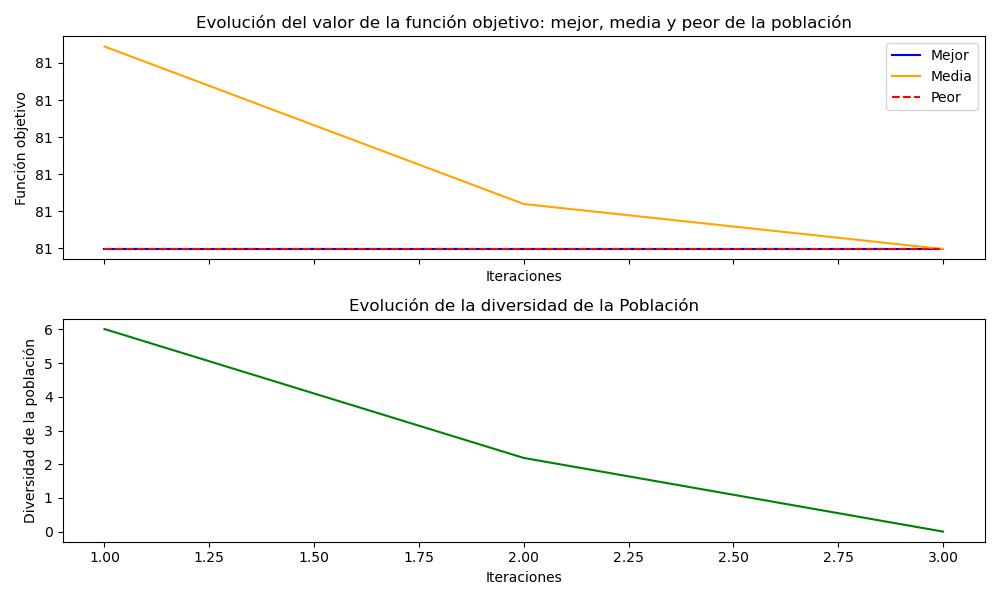 Evolución del valor de la función objetivo: mejor, media y peor de la población
Función objetivo
81
81
81
81
81
81
Mejor
Media
Peor
Iteraciones
Evolución de la diversidad de la Población
Diversidad de la población
6
5
4
3
2
1
0
1.00 1.25 1.50 1.75 2.00 2.25 2.50 2.75 3.00
Iteraciones